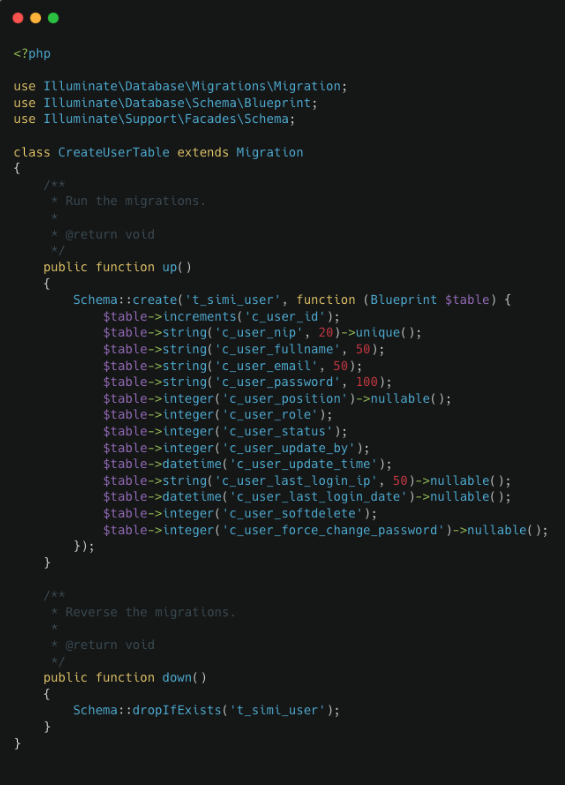 <?php
use Illuminate\Database\Migrations\Migration;
use Illuminate\Database\Schema\Blueprint;
use Illuminate\Support\Facades\Schema;
class CreateUserTable extends Migration
{
    /**
     * Run the migrations.
     *
     * @return void
     */
    public function up()
    {
        Schema::create('t_simi_user', function (Blueprint $table) {
            $table->increments('c_user_id');
            $table->string('c_user_nip', 20)->unique();
            $table->string('c_user_fullname', 50);
            $table->string('c_user_email', 50);
            $table->string('c_user_password', 100);
            $table->integer('c_user_position')->nullable();
            $table->integer('c_user_role');
            $table->integer('c_user_status');
            $table->integer('c_user_update_by');
            $table->datetime('c_user_update_time');
            $table->string('c_user_last_login_ip', 50)->nullable();
            $table->datetime('c_user_last_login_date')->nullable();
            $table->integer('c_user_softdelete');
            $table->integer('c_user_force_change_password')->nullable();
        });
    }
    /**
     * Reverse the migrations.
     *
     * @return void
     */
    public function down()
    {
        Schema::dropIfExists('t_simi_user');
    }
}